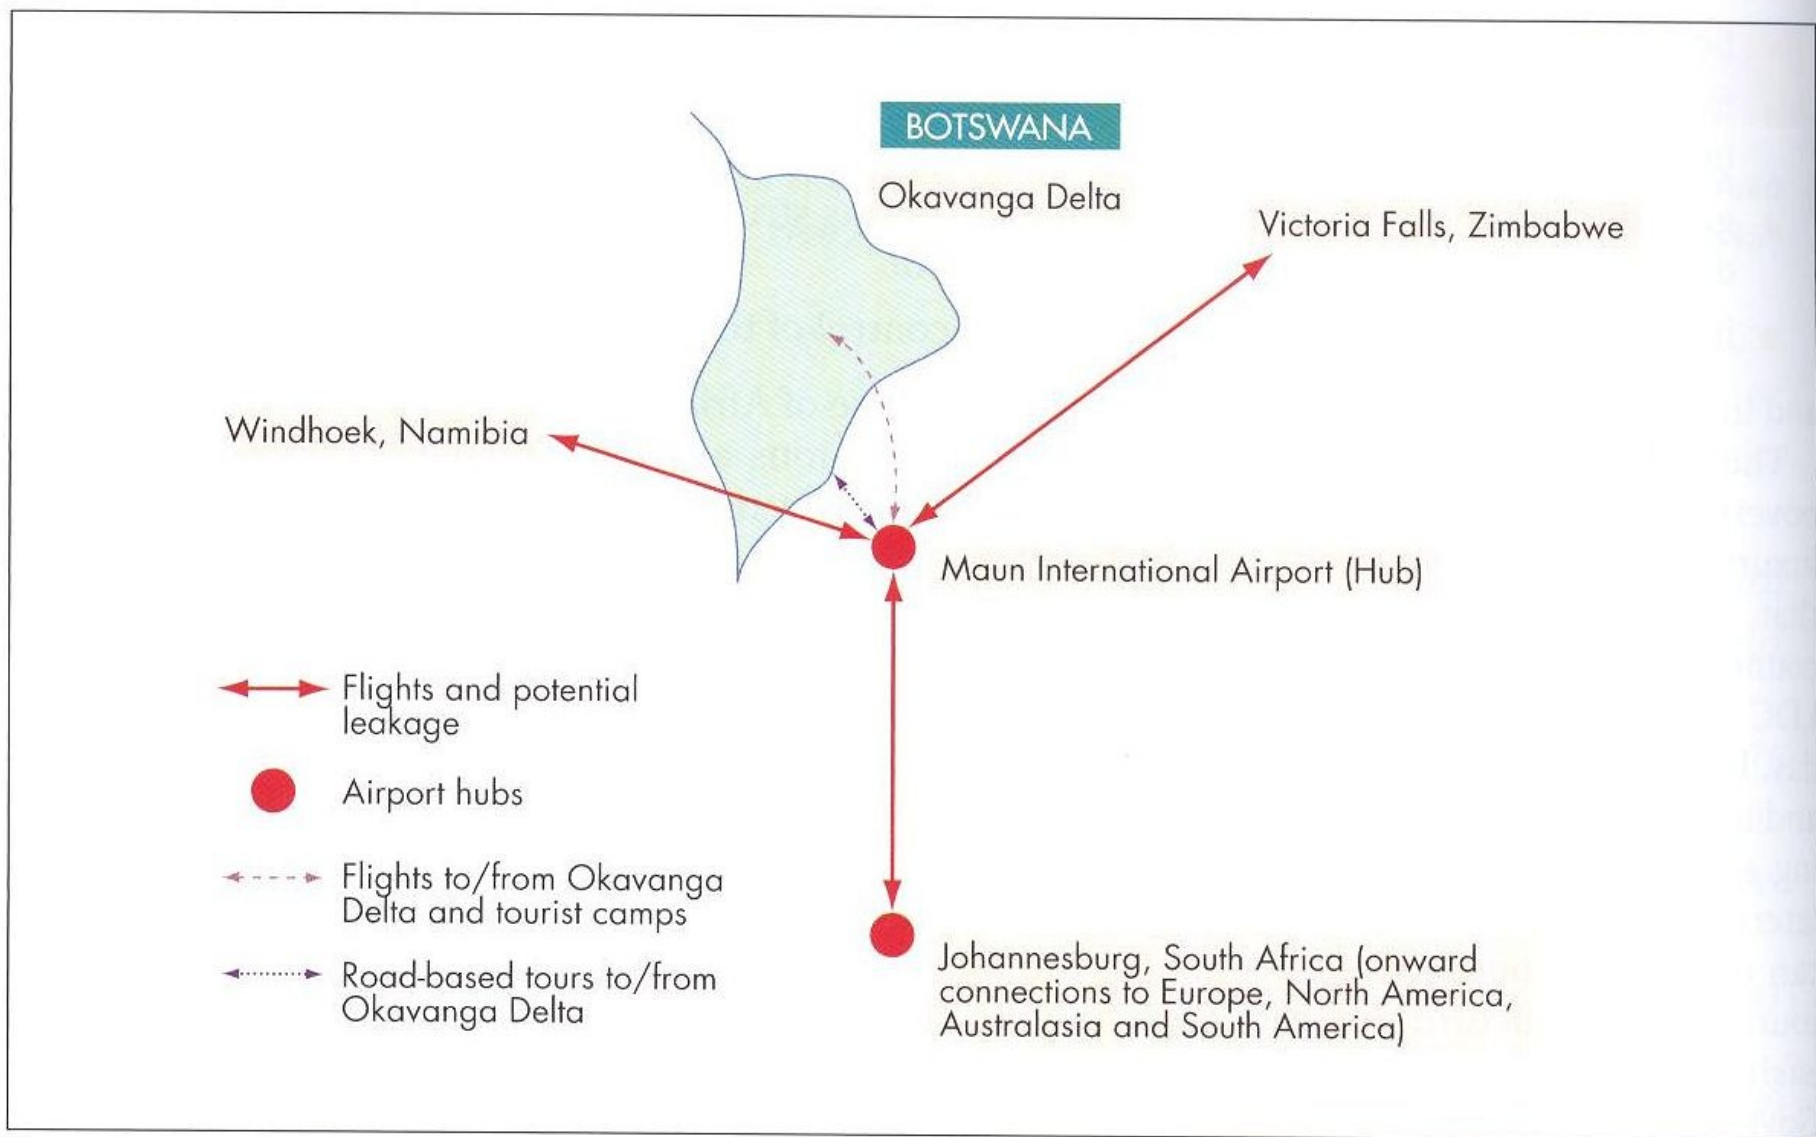 BOTSWANA
Okavanga Delta
Victoria Falls, Zimbabwe
Windhoek, Namibia
Maun International Airport (Hub)
Flights and potential
leakage
Airport hubs
Flights to/from Okavanga
Delta and tourist camps
Road-based tours to/from
Okavanga Delta
Johannesburg, South Africa (onward
connections to Europe, North America,
Australasia and South America)